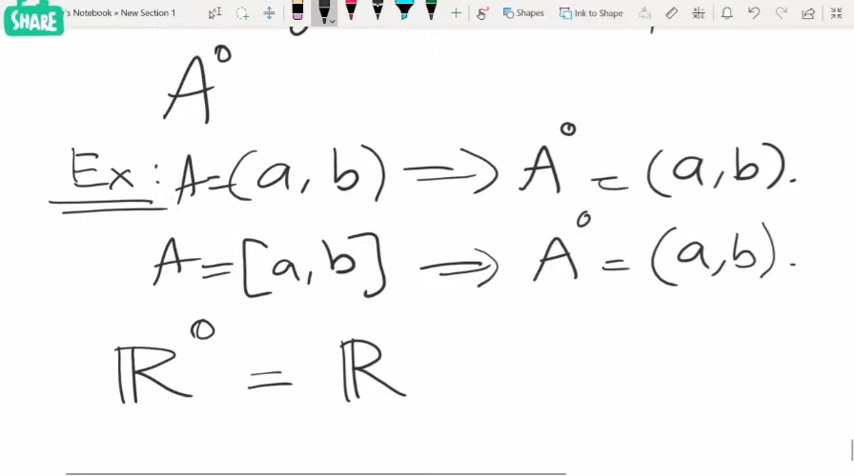 SHARE
's Notebook » New Section 1
Shapes
Ink to Shape
A°
Ex: A=(a, b) ⟹ A° = (a, b).
A=[a, b] ⟹ A° = (a, b).
ℝ° = ℝ